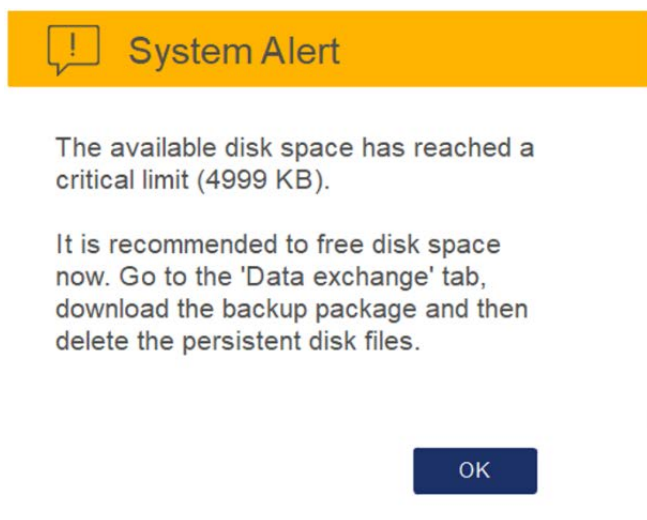 !
System Alert
The available disk space has reached a
critical limit (4999 KB).
It is recommended to free disk space
now. Go to the 'Data exchange' tab,
download the backup package and then
delete the persistent disk files.
OK